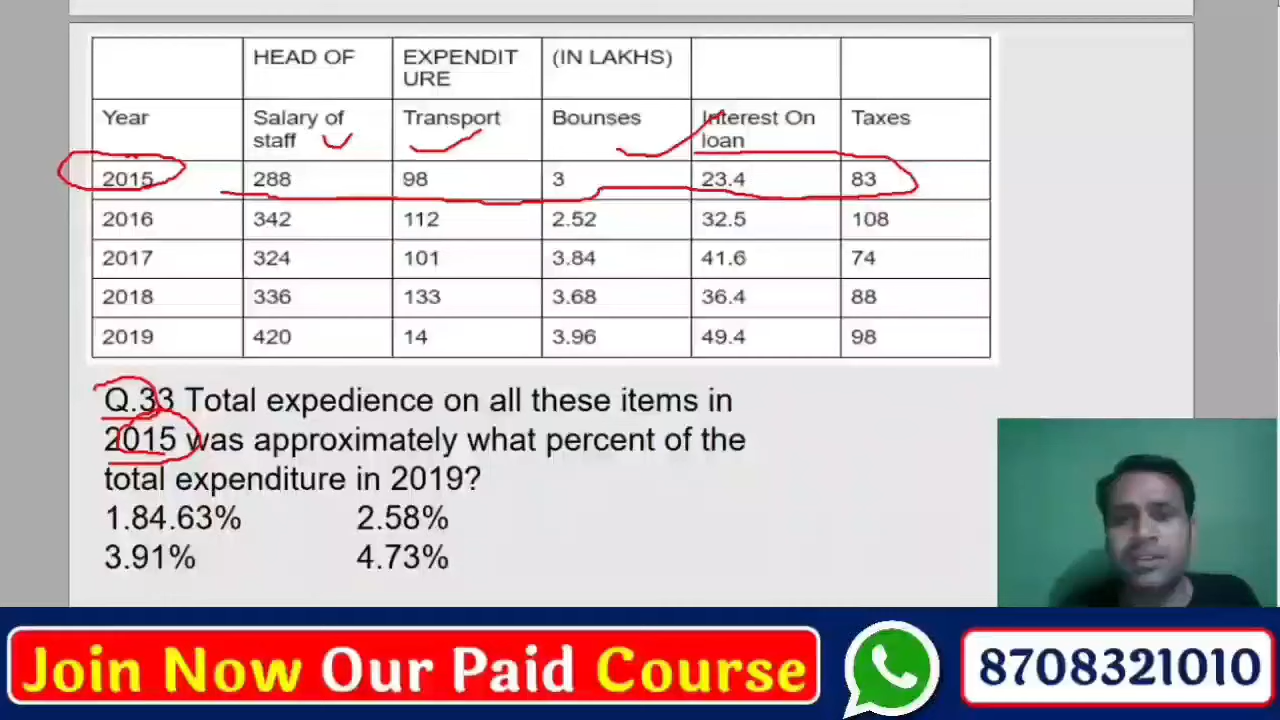 HEAD OF EXPENDIT (IN LAKHS)
URE
Year Salary of Transport Bounses Interest On Taxes
staff loan
2015 288 98 3 23.4 83
2016 342 112 2.52 32.5 108
2017 324 101 3.84 41.6 74
2018 336 133 3.68 36.4 88
2019 420 14 3.96 49.4 98
Q.33 Total expedience on all these items in
2015 was approximately what percent of the
total expenditure in 2019?
1.84.63% 2.58%
3.91% 4.73%
Join Now Our Paid Course 8708321010